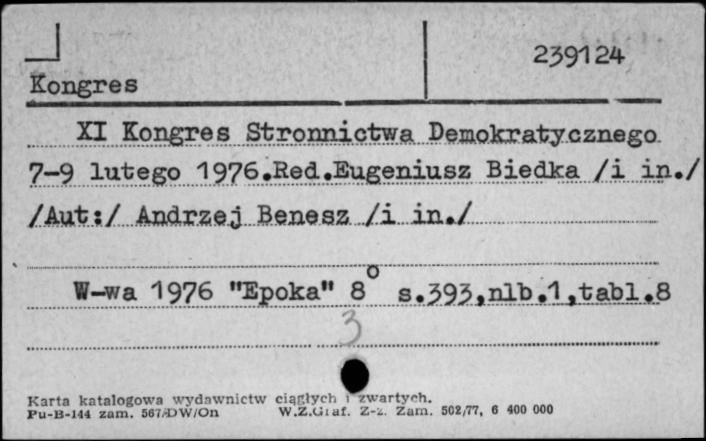 239124
Kongres
XI Kongres Stronnictwa Demokratycznego
7-9 lutego 1976.Red.Eugeniusz Biedka /i in./
/Aut:/ Andrzej Benesz /i in./
W-wa 1976 "Epoka" 8° s.393,nlb.1,tabl.8
3
Karta katalogowa wydawnictw ciągłych i zwartych.
Pu-B-144 zam. 567/DW/On W.Z.Graf. Z-z. Zam. 502/77, 6 400 000